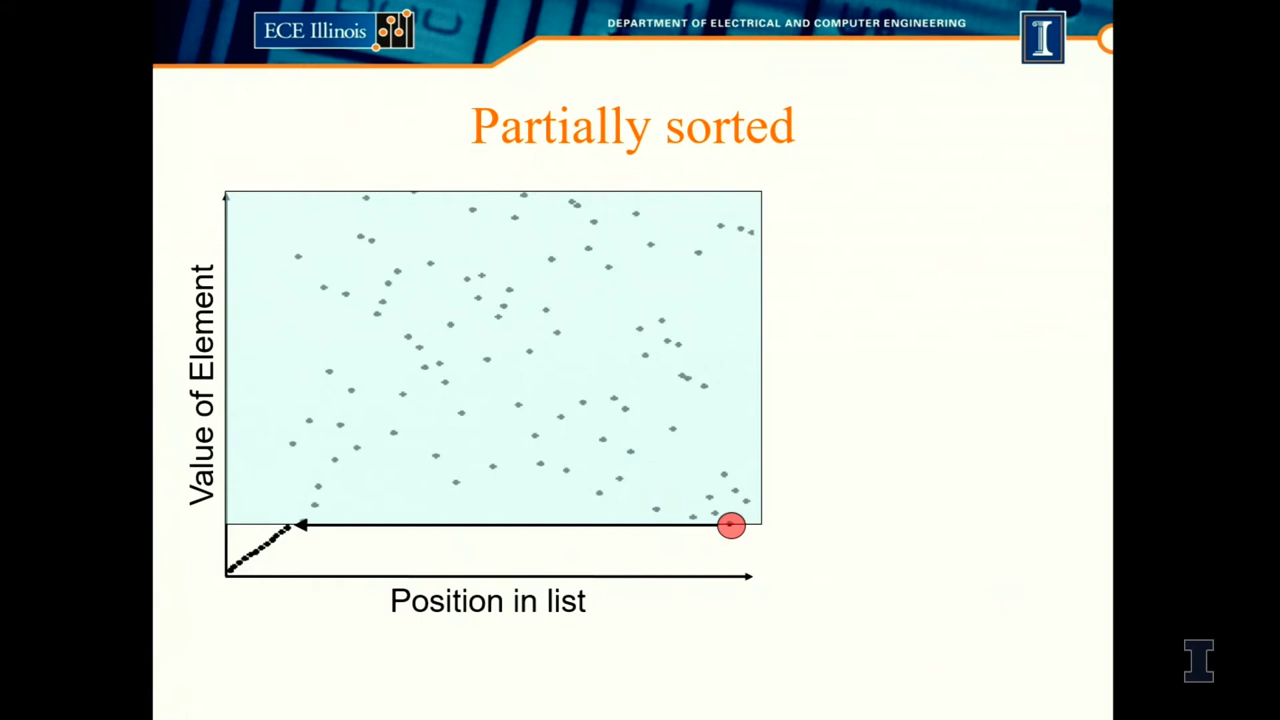 ECE Illinois
DEPARTMENT OF ELECTRICAL AND COMPUTER ENGINEERING
I
Partially sorted
Value of Element
Position in list
I